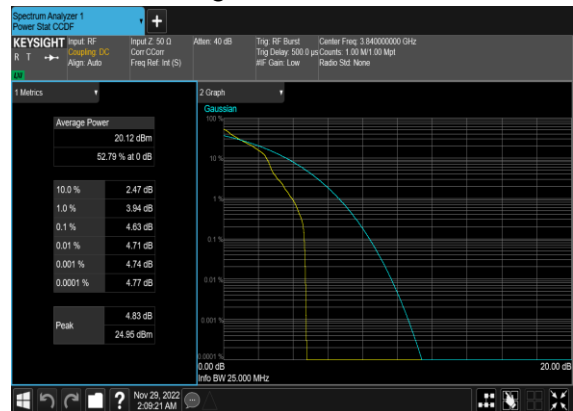 Spectrum Analyzer 1
Power Stat CCDF
+
KEYSIGHT
R T
LW
Input: RF
Coupling: DC
Align: Auto
Input Z: 50 Ω
Corr CCorr
Freq Ref: Int (S)
Atten: 40 dB
Trig: RF Burst
Trig Delay: 500.0 µs
#IF Gain: Low
Center Freq: 3.840000000 GHz
Counts: 1.00 M/1.00 Mpt
Radio Std: None
1 Metrics
Average Power
20.12 dBm
52.79 % at 0 dB
10.0 % 2.47 dB
1.0 % 3.94 dB
0.1 % 4.63 dB
0.01 % 4.71 dB
0.001 % 4.74 dB
0.0001 % 4.77 dB
Peak
4.83 dB
24.95 dBm
2 Graph
Gaussian
100 %
10 %
1 %
0.1 %
0.01 %
0.001 %
0.0001 %
0.00 dB 20.00 dB
Info BW 25.000 MHz
? Nov 29, 2022
2:09:21 AM